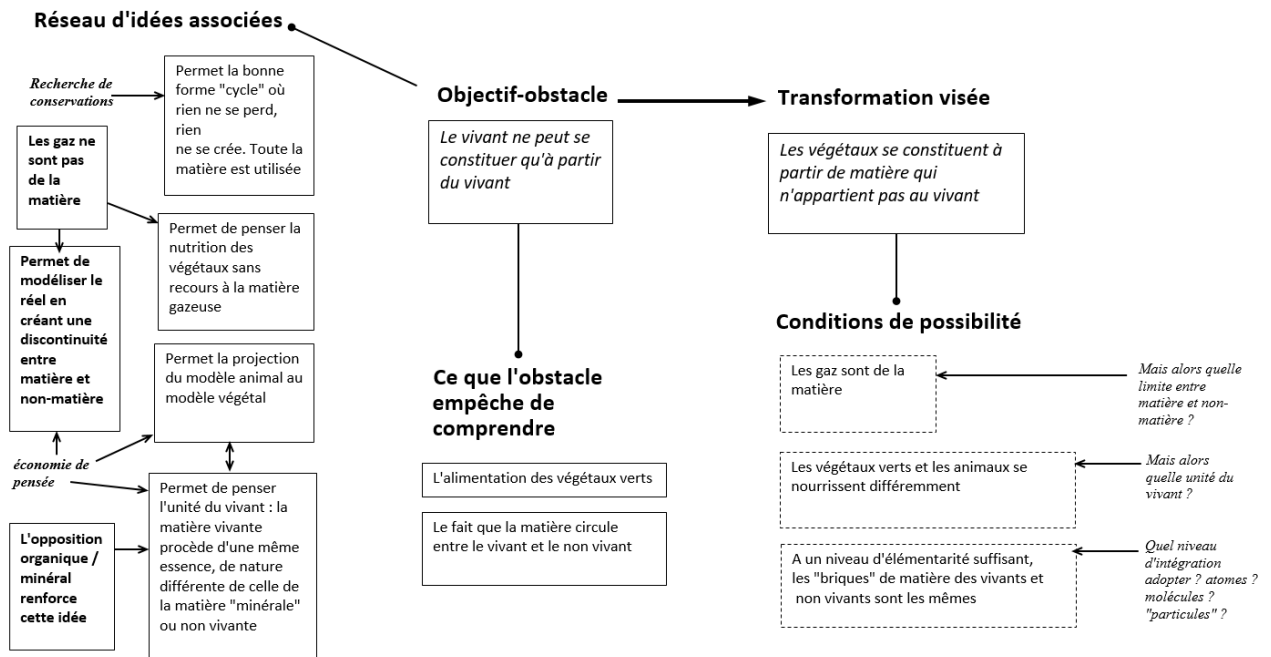 Réseau d'idées associées
Recherche de
conservations
Permet la bonne
forme "cycle" où
rien ne se perd,
rien
ne se crée. Toute la
matière est utilisée
Les gaz ne
sont pas
de la
matière
Permet de penser la
nutrition des
végétaux sans
recours à la matière
gazeuse
Permet de
modéliser le
réel en
créant une
discontinuité
entre
matière et
non-matière
Permet la projection
du modèle animal au
modèle végétal
économie de
pensée
Permet de penser
l'unité du vivant : la
matière vivante
procède d'une même
essence, de nature
différente de celle de
la matière "minérale"
ou non vivante
L'opposition
organique /
minéral
renforce
cette idée
Objectif-obstacle
Le vivant ne peut se
constituer qu'à partir
du vivant
Ce que l'obstacle
empêche de
comprendre
L'alimentation des végétaux verts
Le fait que la matière circule
entre le vivant et le non vivant
Transformation visée
Les végétaux se constituent à
partir de matière qui
n'appartient pas au vivant
Conditions de possibilité
Les gaz sont de la
matière
Mais alors quelle
limite entre
matière et non-
matière ?
Les végétaux verts et les animaux se
nourrissent différemment
Mais alors
quelle unité du
vivant ?
A un niveau d'élémentarité suffisant,
les "briques" de matière des vivants et
non vivants sont les mêmes
Quel niveau
d'intégration
adopter ? atomes ?
molécules ?
"particules" ?